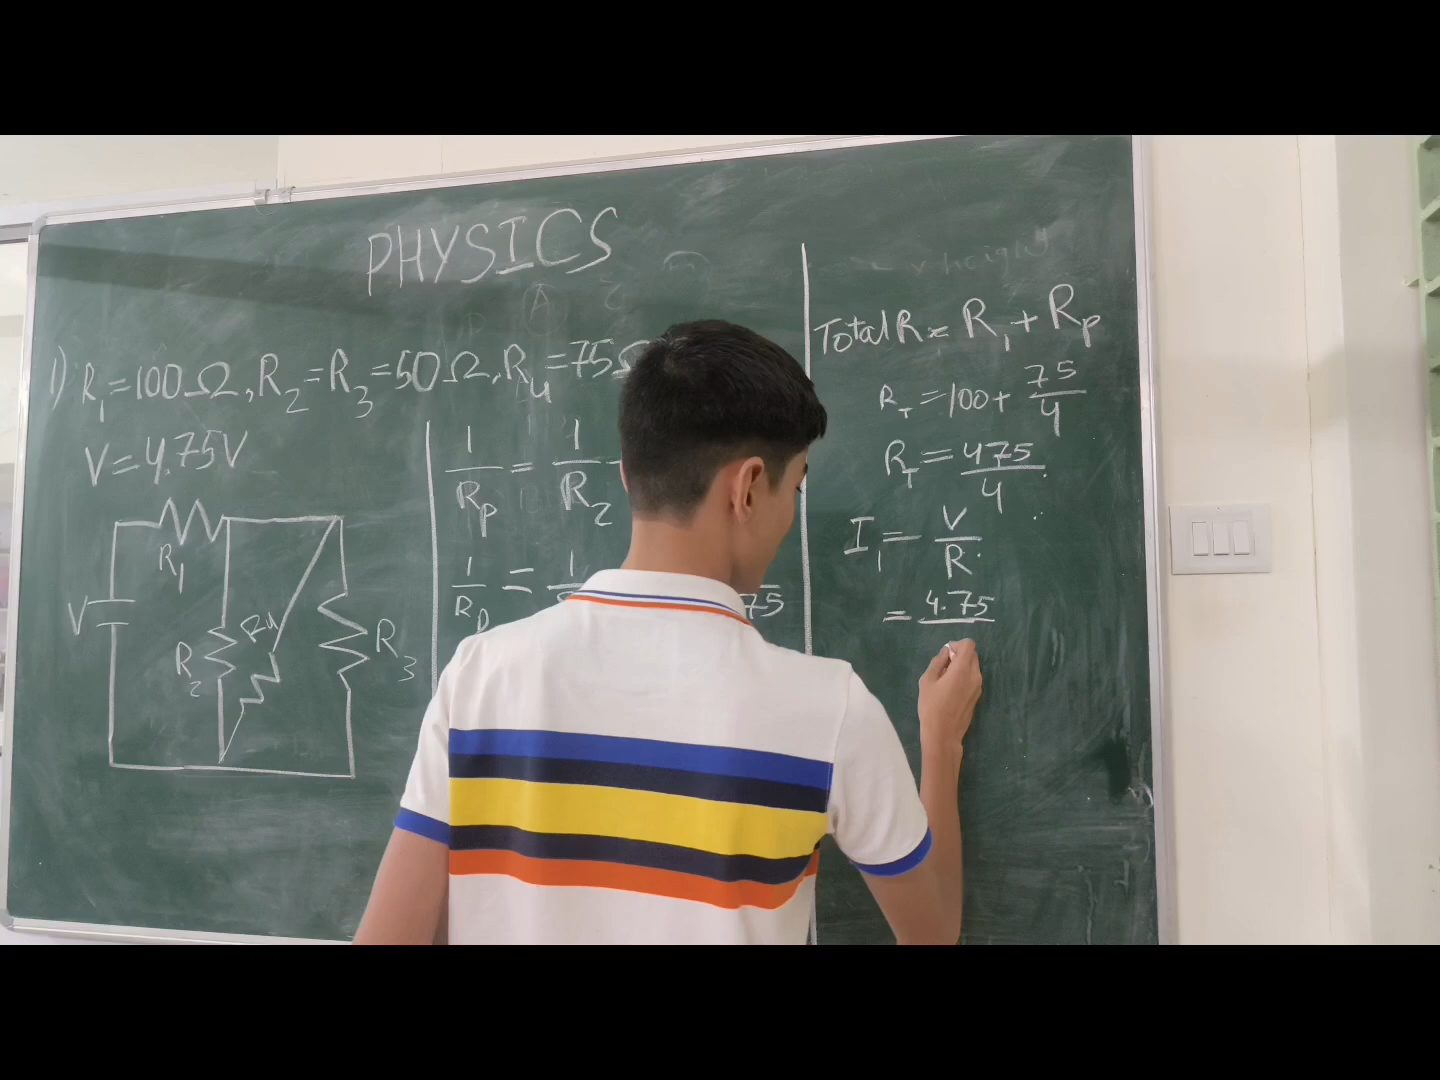 PHYSICS
1) R₁=100Ω, R₂=R₃=50Ω, R₄=75Ω
V=4.75V
V
R₁
R₂
R₄
R₃
1/Rₚ = 1/R₂
1/Rₚ = 1/ 75
Total R = R₁ + Rₚ
R_T = 100 + 75/4
R_T = 475/4
I₁ = V/R
= 4.75